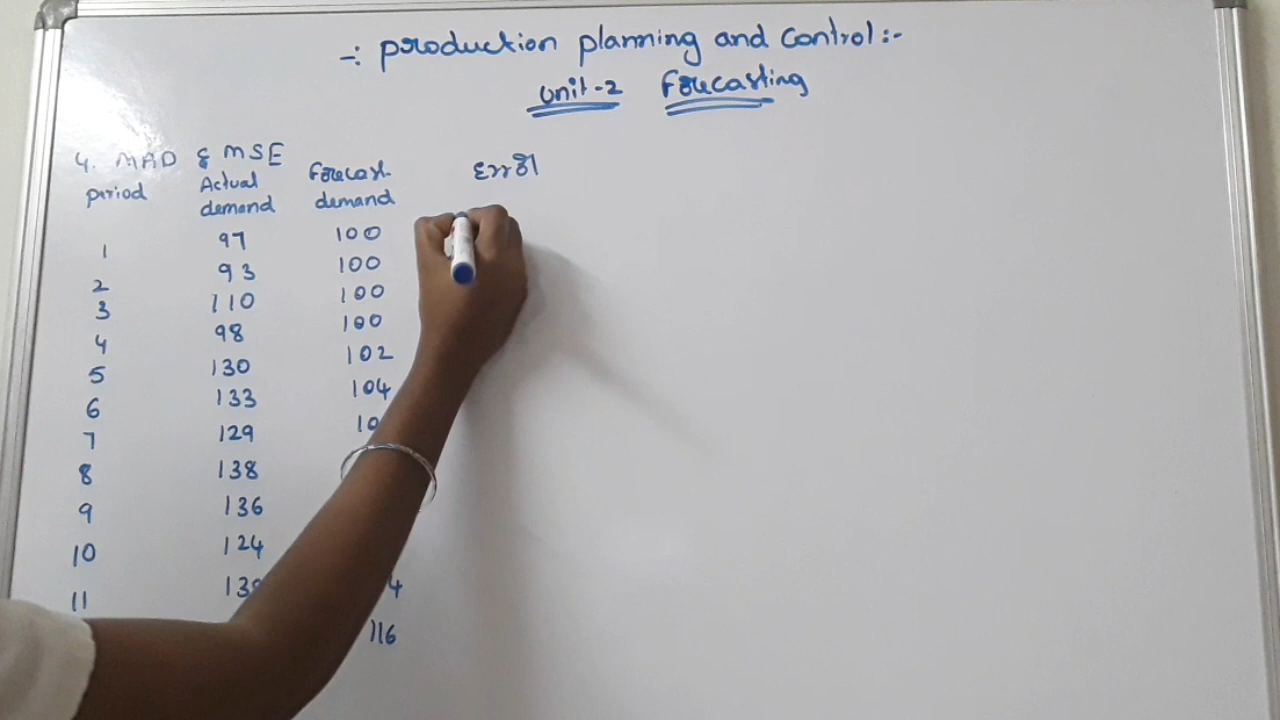 -: production planning and control:-
Unit-2 Forecasting
4. MAD & MSE
period Actual demand Forecast demand Error
1 97 100
2 93 100
3 110 100
4 98 100
5 130 102
6 133 104
7 129
8 138
9 136
10 124
11
116